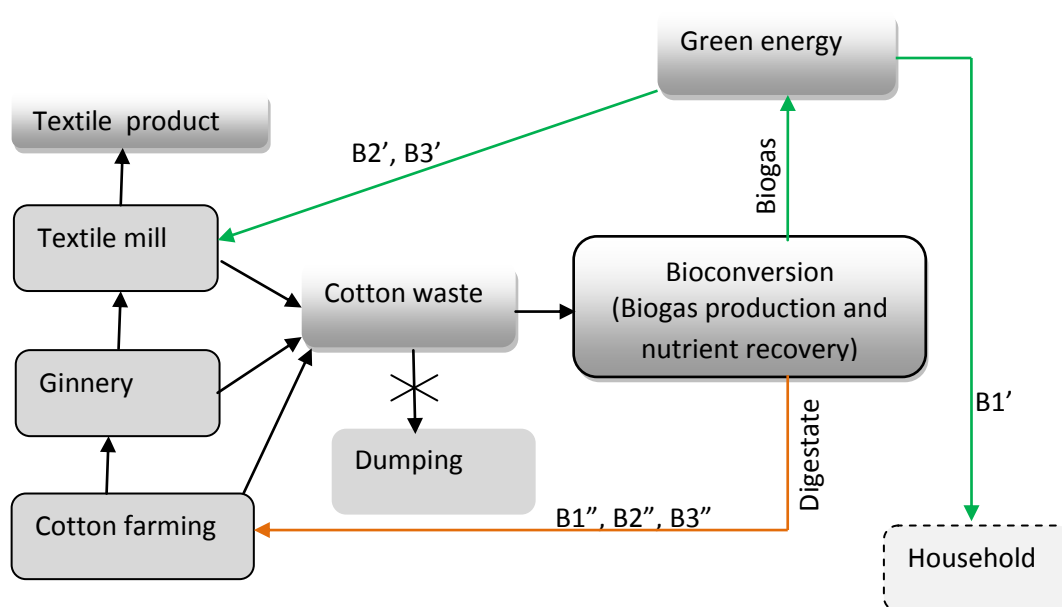 Green energy
Textile product
B2’, B3’
Biogas
Textile mill
Cotton waste
Bioconversion
(Biogas production and
nutrient recovery)
Ginnery
B1’
Dumping
Digestate
Cotton farming
B1”, B2”, B3”
Household